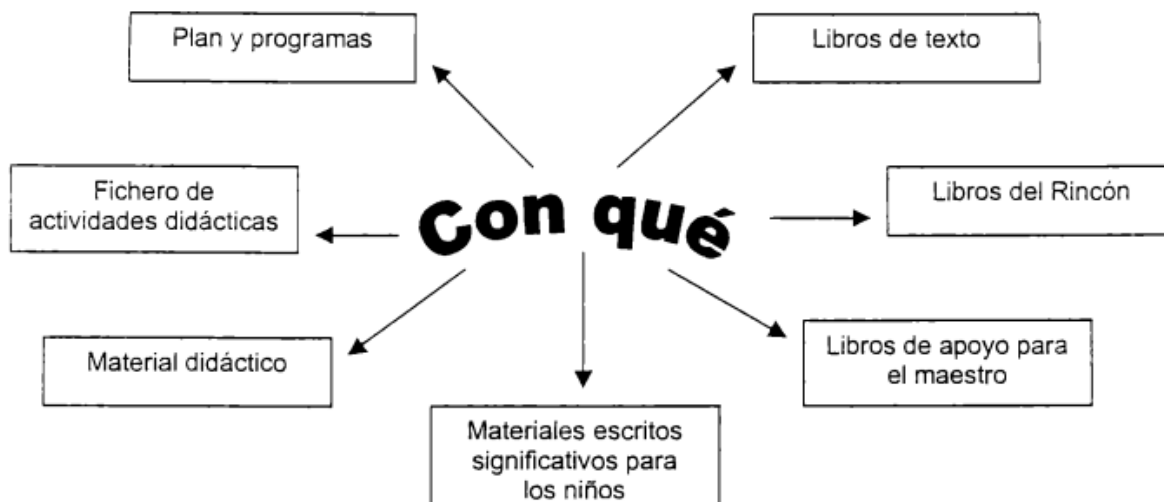 Plan y programas
Libros de texto
Fichero de
actividades didácticas
Con qué
Libros del Rincón
Material didáctico
Libros de apoyo para
el maestro
Materiales escritos
significativos para
los niños